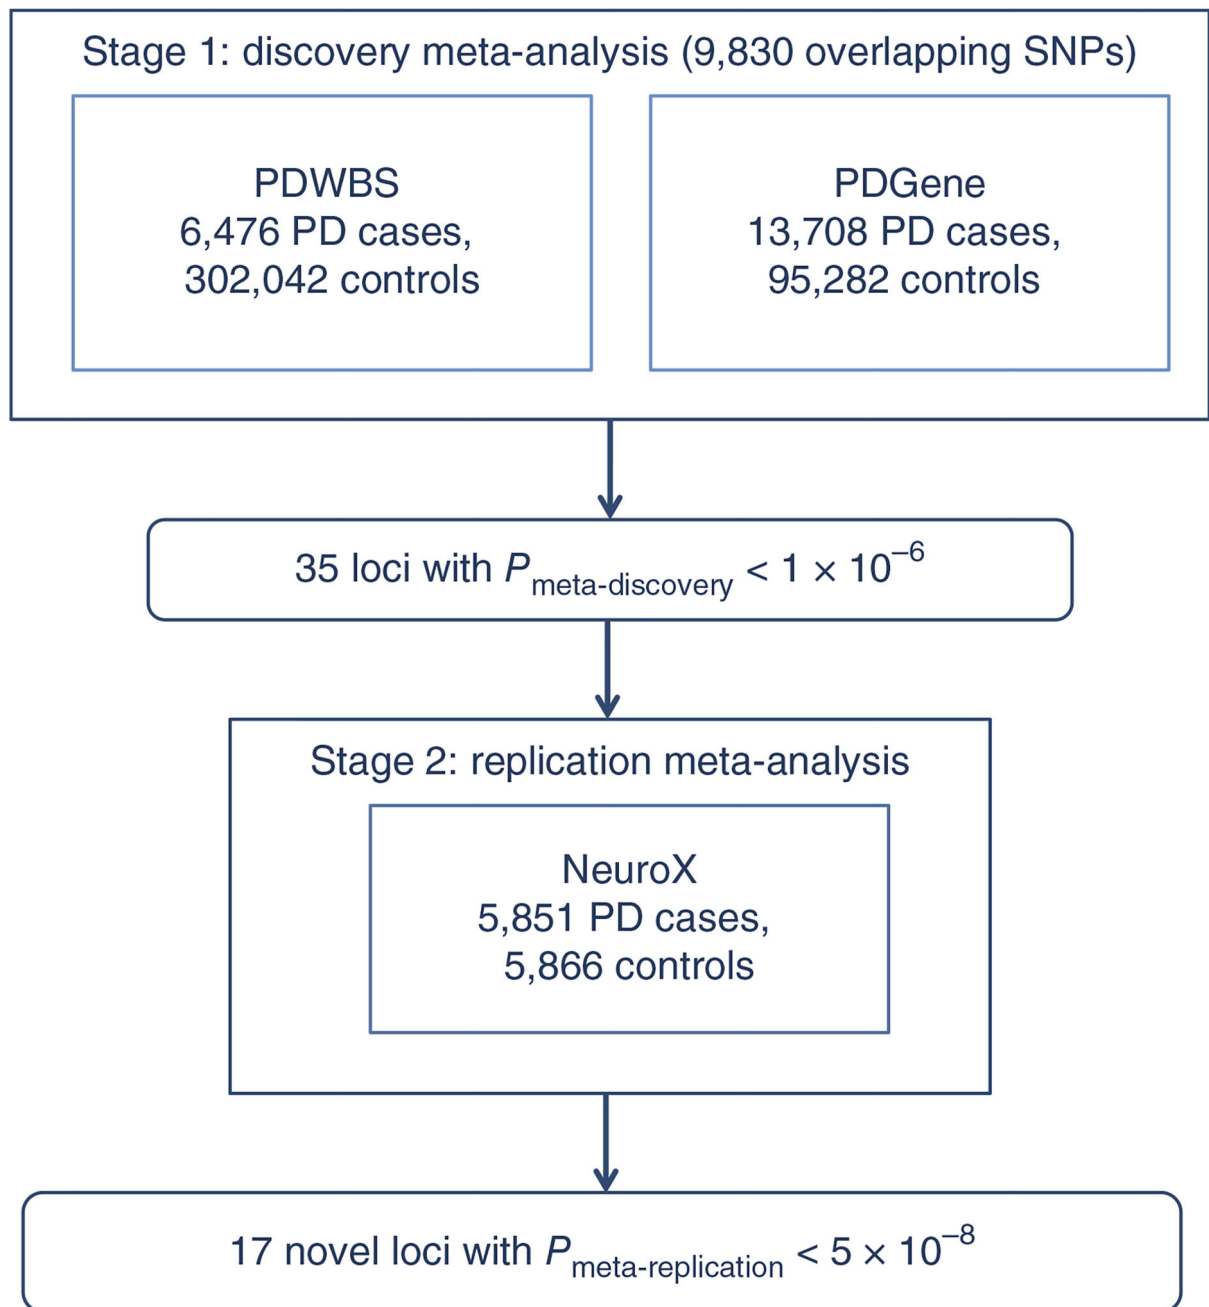 Stage 1: discovery meta-analysis (9,830 overlapping SNPs)
PDWBS
6,476 PD cases,
302,042 controls
PDGene
13,708 PD cases,
95,282 controls
35 loci with P meta-discovery < 1 × 10⁻⁶
Stage 2: replication meta-analysis
NeuroX
5,851 PD cases,
5,866 controls
17 novel loci with P meta-replication < 5 × 10⁻⁸